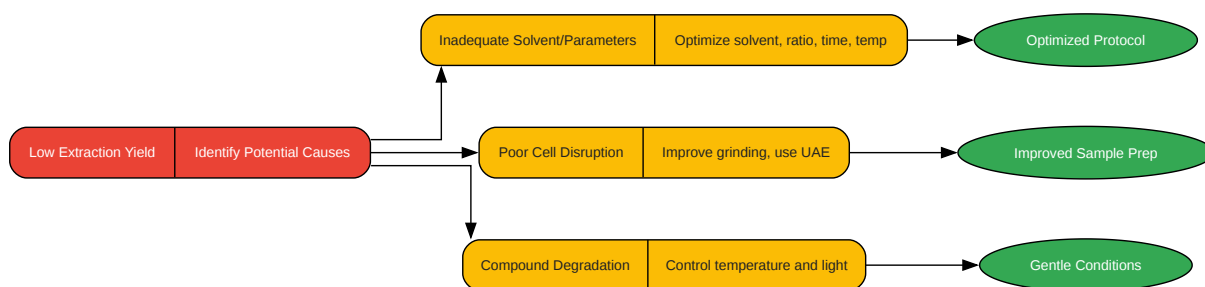 Inadequate Solvent/Parameters
Optimize solvent, ratio, time, temp
Optimized Protocol
Low Extraction Yield
Identify Potential Causes
Poor Cell Disruption
Improve grinding, use UAE
Improved Sample Prep
Compound Degradation
Control temperature and light
Gentle Conditions